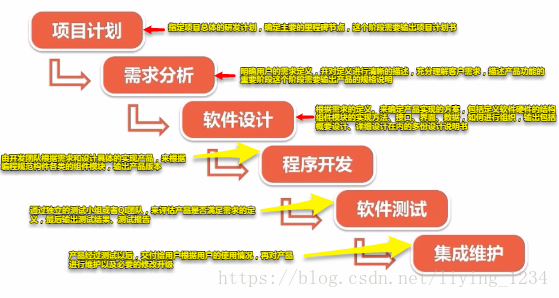 项目计划
指定项目总体的研发计划，确定主要的里程碑节点，这个阶段需要输出项目计划书
需求分析
明确用户的需求定义，并对定义进行清晰的描述，充分理解客户需求，描述产品功能的
重要阶段这个阶段需要输出产品的规格说明
软件设计
根据需求的定义，来确定产品实现的方案，包括定义软件硬件的结构
组件模块的实现方法、接口、界面、数据，如何进行组织，输出包括
概要设计、详细设计在内的多份设计说明书
程序开发
由开发团队根据需求和设计具体的实现产品，来根据
编程规范构件各类的组件模块，输出产品版本
软件测试
通过独立的测试小组或者QI团队，来评估产品是否满足需求的定
义，最后输出测试结果、测试报告
集成维护
产品经过测试以后，交付给用户根据用户的使用情况，再对产品
进行维护以及必要的修改升级
https://blog.csdn.net/liying_1234